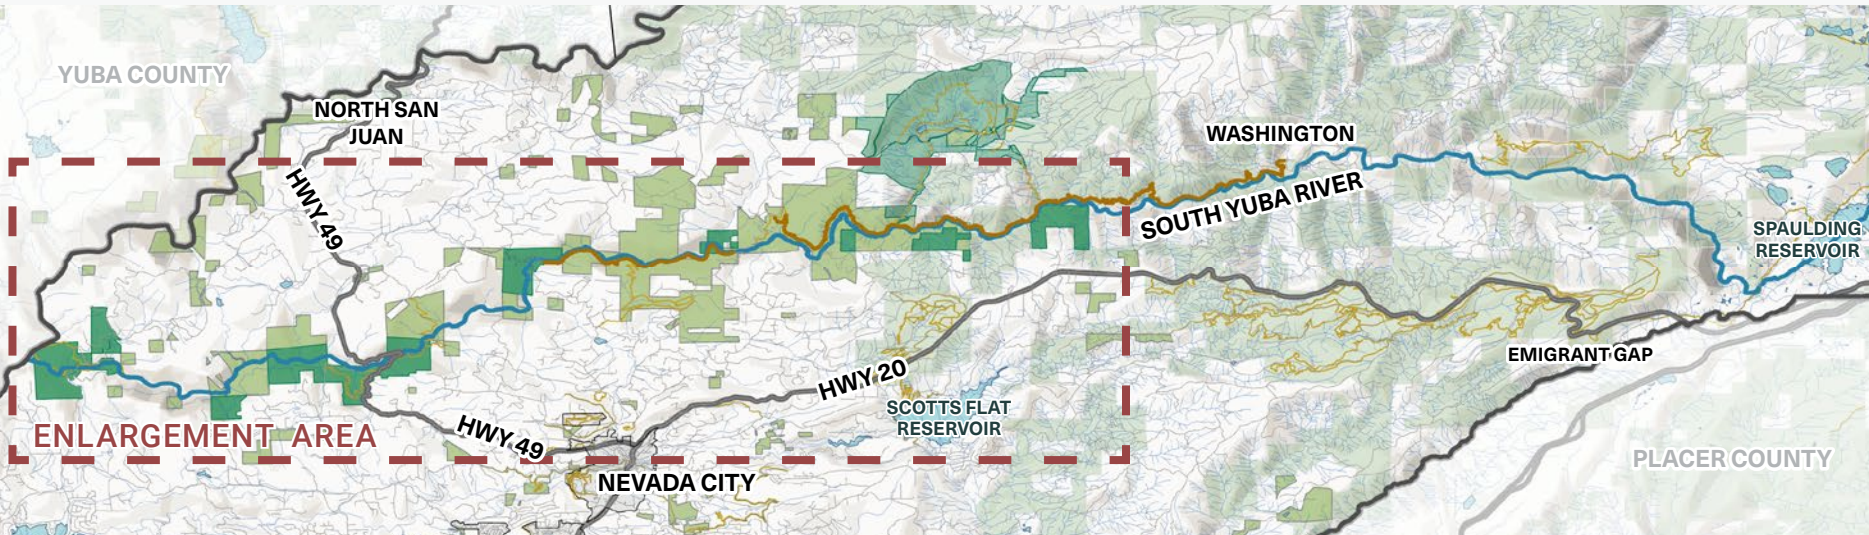 YUBA COUNTY
NORTH SAN
JUAN
WASHINGTON
HWY 49
SOUTH YUBA RIVER
SPAULDING
RESERVOIR
EMIGRANT GAP
HWY 20
SCOTTS FLAT
RESERVOIR
ENLARGEMENT AREA
HWY 49
PLACER COUNTY
NEVADA CITY